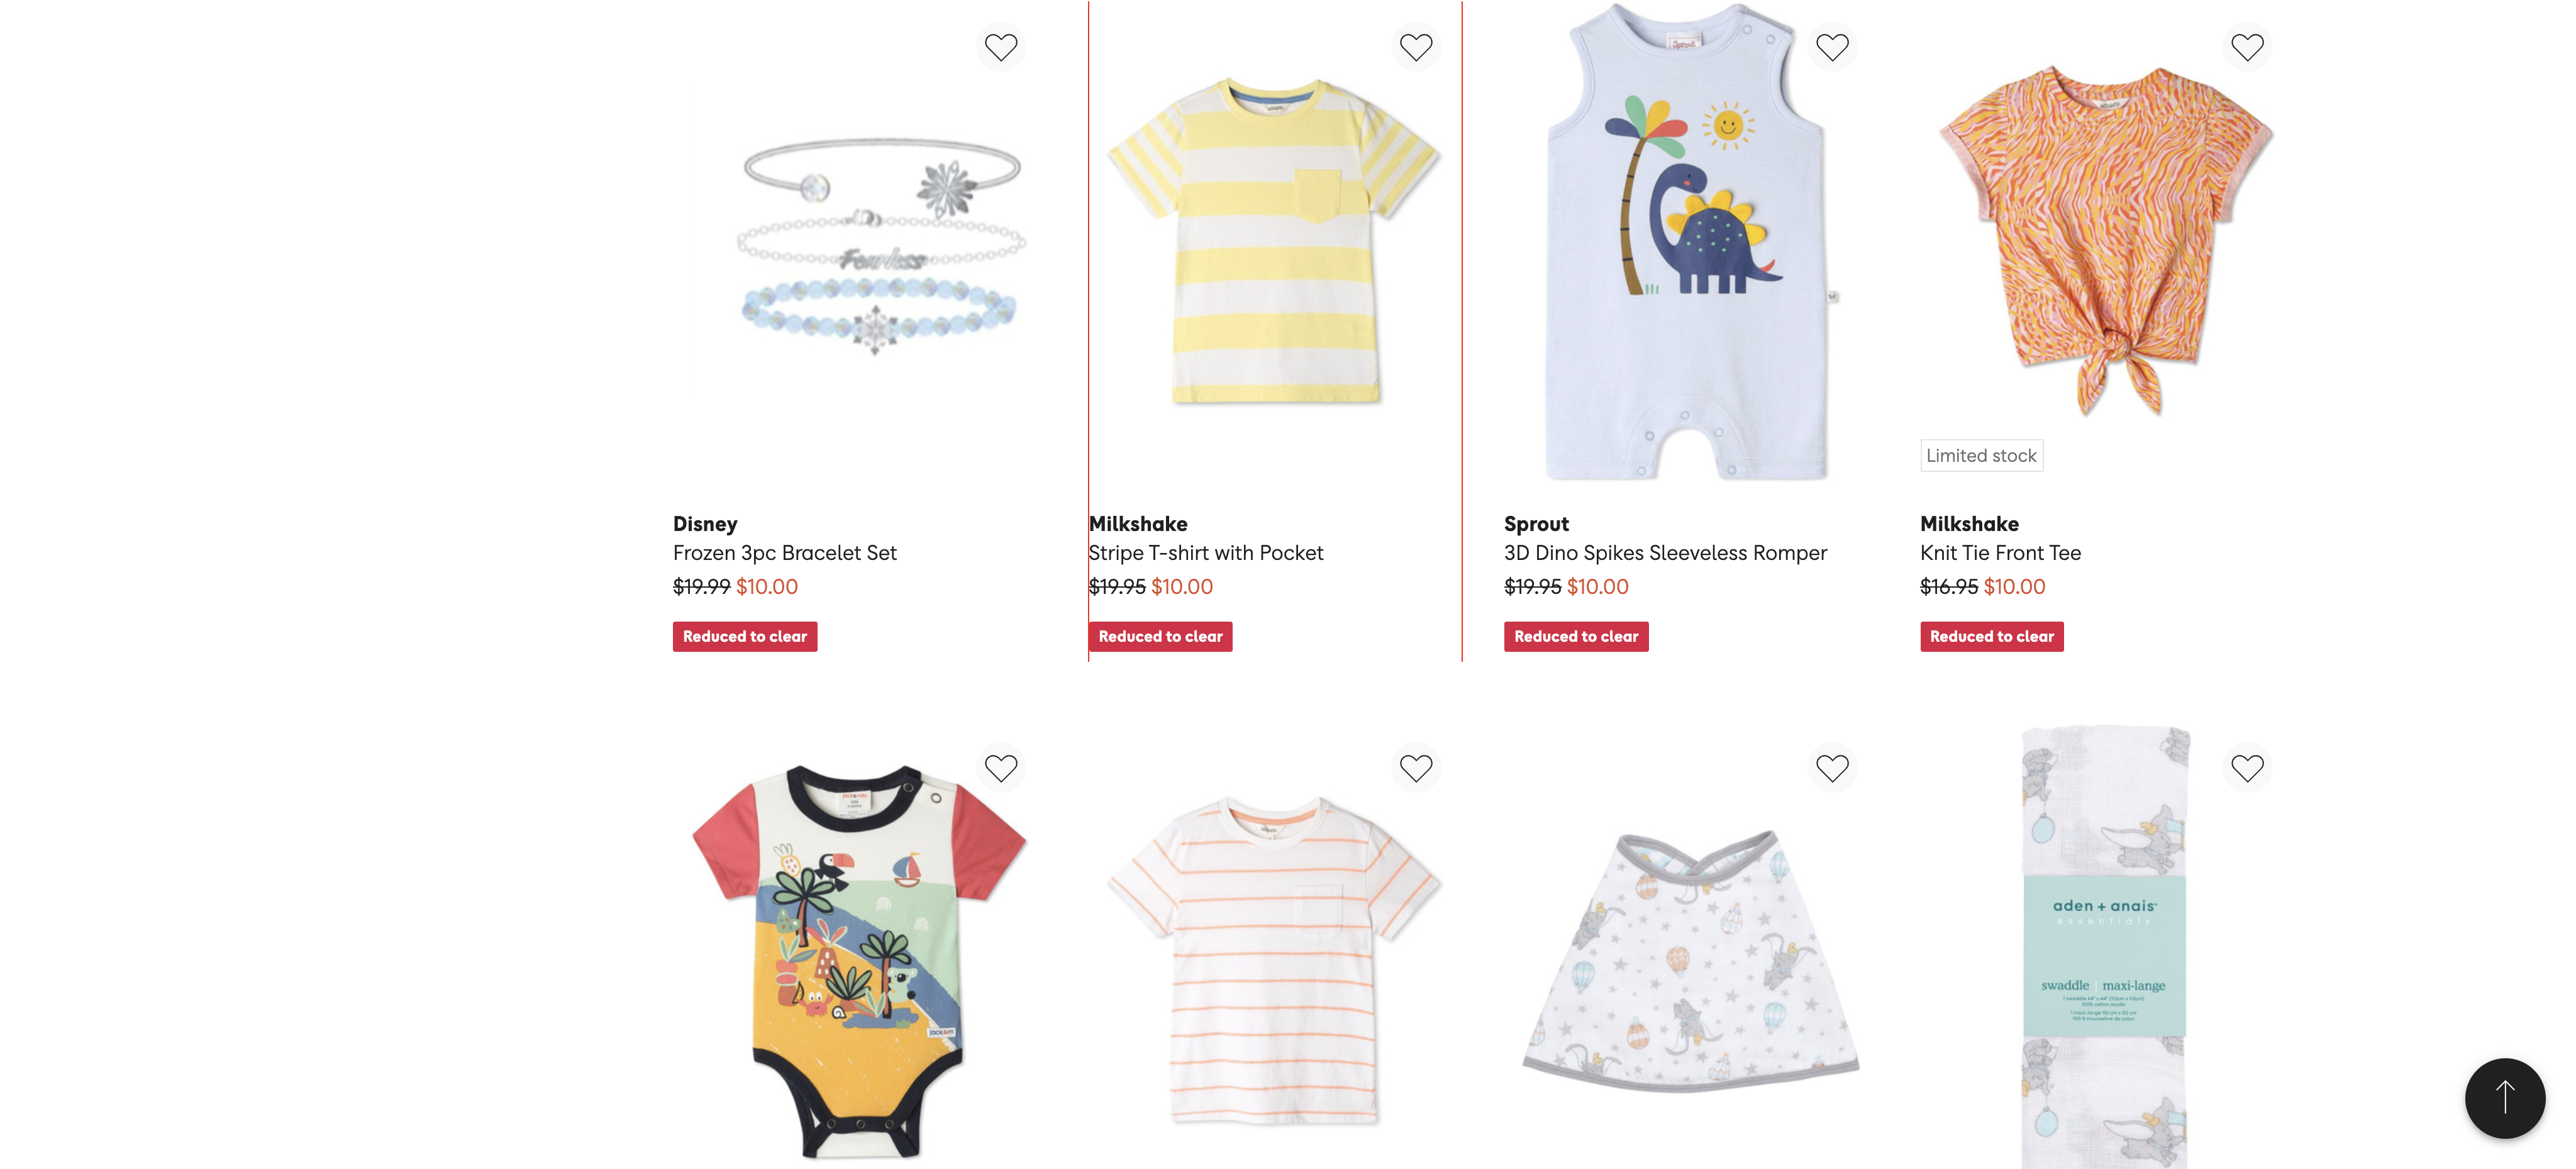 Sprout
Fearless
Limited stock
Disney
Frozen 3pc Bracelet Set
$19.99 $10.00
Reduced to clear
Milkshake
Stripe T-shirt with Pocket
$19.95 $10.00
Reduced to clear
Sprout
3D Dino Spikes Sleeveless Romper
$19.95 $10.00
Reduced to clear
Milkshake
Knit Tie Front Tee
$16.95 $10.00
Reduced to clear
aden + anais
essentials
swaddle | maxi-lange